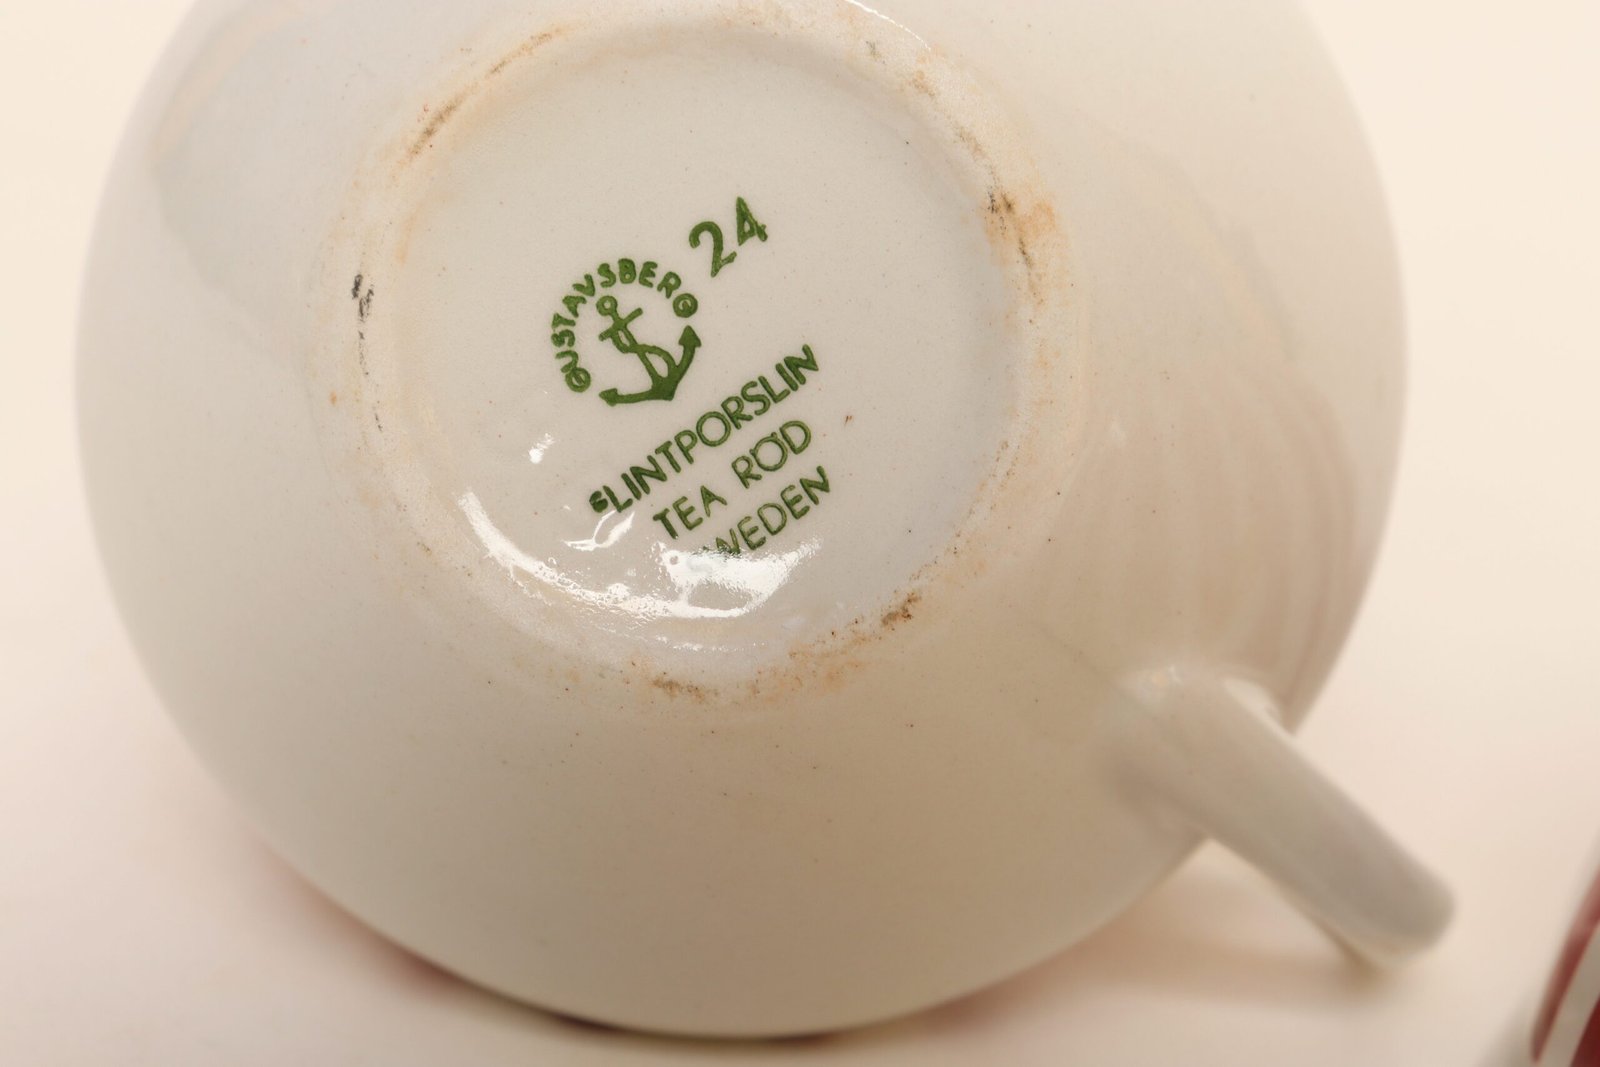 GUSTAVSBERG
24
FLINTPORSLIN
TEA RÖD
SWEDEN